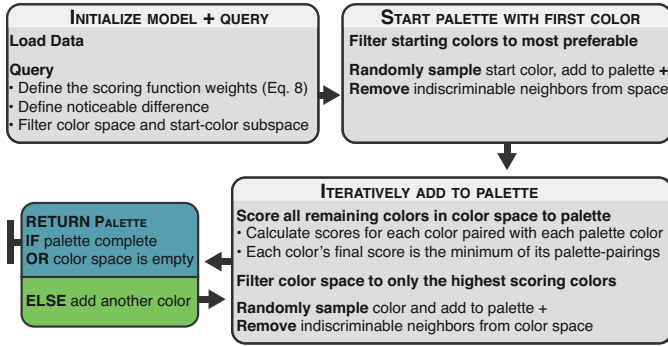 INITIALIZE MODEL + QUERY
Load Data
Query
• Define the scoring function weights (Eq. 8)
• Define noticeable difference
• Filter color space and start-color subspace
START PALETTE WITH FIRST COLOR
Filter starting colors to most preferable
Randomly sample start color, add to palette +
Remove indiscriminable neighbors from space
ITERATIVELY ADD TO PALETTE
Score all remaining colors in color space to palette
• Calculate scores for each color paired with each palette color
• Each color's final score is the minimum of its palette-pairings
Filter color space to only the highest scoring colors
Randomly sample color and add to palette +
Remove indiscriminable neighbors from color space
RETURN PALETTE
IF palette complete
OR color space is empty
ELSE add another color